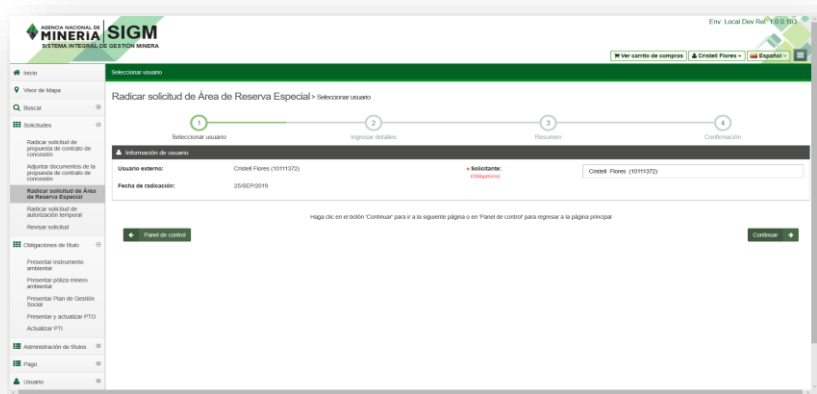 Env: Local Dev Rel: 1.0.0.103
AGENCIA NACIONAL DE
MINERÍA
SIGM
SISTEMA INTEGRAL DE GESTIÓN MINERA
Ver carrito de compras
Cristell Flores
Español
Inicio
Seleccionar usuario
Visor de Mapa
Buscar
Solicitudes
Radicar solicitud de
propuesta de contrato de
concesión
Adjuntar documentos de la
propuesta de contrato de
concesión
Radicar solicitud de Área
de Reserva Especial
Radicar solicitud de
autorización temporal
Revisar solicitud
Obligaciones de título
Presentar instrumento
ambiental
Presentar póliza minero
ambiental
Presentar Plan de Gestión
Social
Presentar y actualizar PTO
Actualizar PTI
Administración de títulos
Pago
Usuario
Radicar solicitud de Área de Reserva Especial > Seleccionar usuario
1 2 3 4
Seleccionar usuario Ingresar detalles Resumen Confirmación
Información de usuario
Usuario externo: Cristell Flores (10111372) * Solicitante: Cristell Flores (10111372)
(Obligatorio)
Fecha de radicación: 25/SEP/2019
Haga clic en el botón 'Continuar' para ir a la siguiente página o en 'Panel de control' para regresar a la página principal
Panel de control Continuar